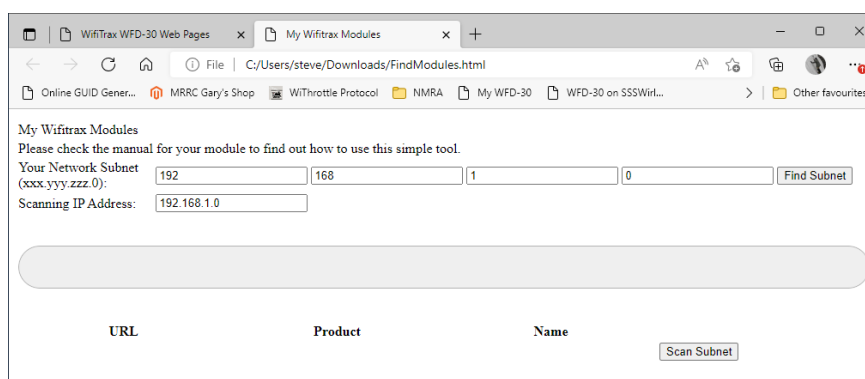 WifiTrax WFD-30 Web Pages
My Wifitrax Modules
File
C:/Users/steve/Downloads/FindModules.html
Online GUID Gener...
MRRC Gary's Shop
WiThrottle Protocol
NMRA
My WFD-30
WFD-30 on SSSWirl...
Other favourites
My Wifitrax Modules
Please check the manual for your module to find out how to use this simple tool.
Your Network Subnet
(xxx.yyy.zzz.0):
192
168
1
0
Find Subnet
Scanning IP Address:
192.168.1.0
URL
Product
Name
Scan Subnet